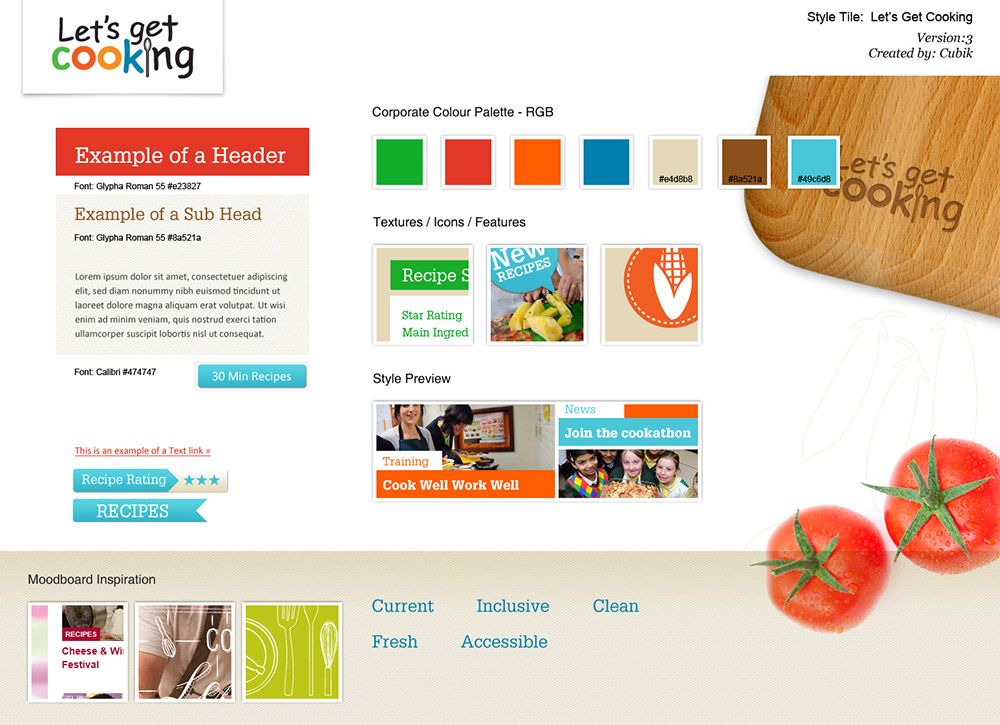 Let's get
cooking
Style Tile:  Let's Get Cooking
Version:3
Created by: Cubik
Example of a Header
Font: Glypha Roman 55 #e23827
Example of a Sub Head
Font: Glypha Roman 55 #8a521a
Lorem ipsum dolor sit amet, consectetuer adipiscing
elit, sed diam nonummy nibh euismod tincidunt ut
laoreet dolore magna aliquam erat volutpat. Ut wisi
enim ad minim veniam, quis nostrud exerci tation
ullamcorper suscipit lobortis nisl ut consequat.
Font: Calibri #474747
30 Min Recipes
This is an example of a Text link »
Recipe Rating
RECIPES
Corporate Colour Palette - RGB
#e4d8b8
#8a521a
#49c6d8
Let's get
cooking
Textures / Icons / Features
Recipe S
Star Rating
Main Ingred
New
RECIPES
Style Preview
Training
Cook Well Work Well
News
Join the cookathon
Moodboard Inspiration
RECIPES
Cheese & Wi
Festival
co
Le
Current Inclusive Clean
Fresh Accessible